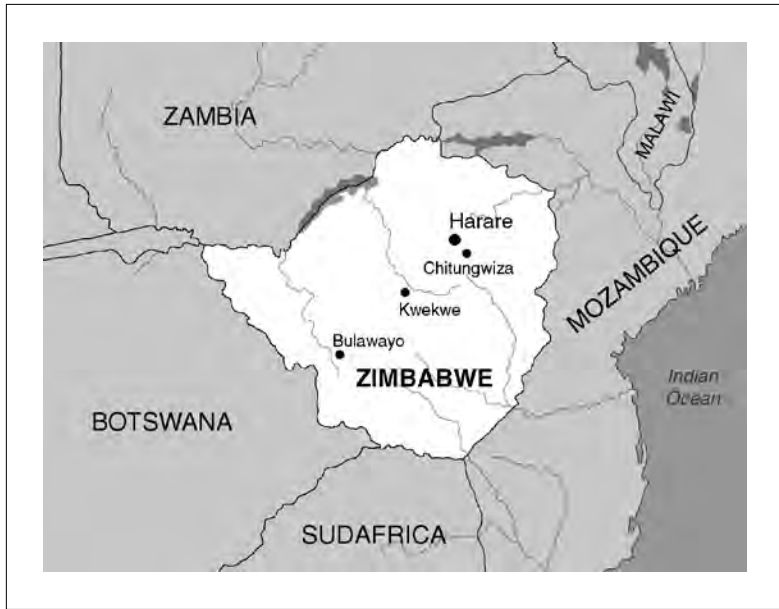 ZAMBIA
MALAWI
Harare
Chitungwiza
MOZAMBIQUE
Kwekwe
Bulawayo
ZIMBABWE
Indian
Ocean
BOTSWANA
SUDAFRICA